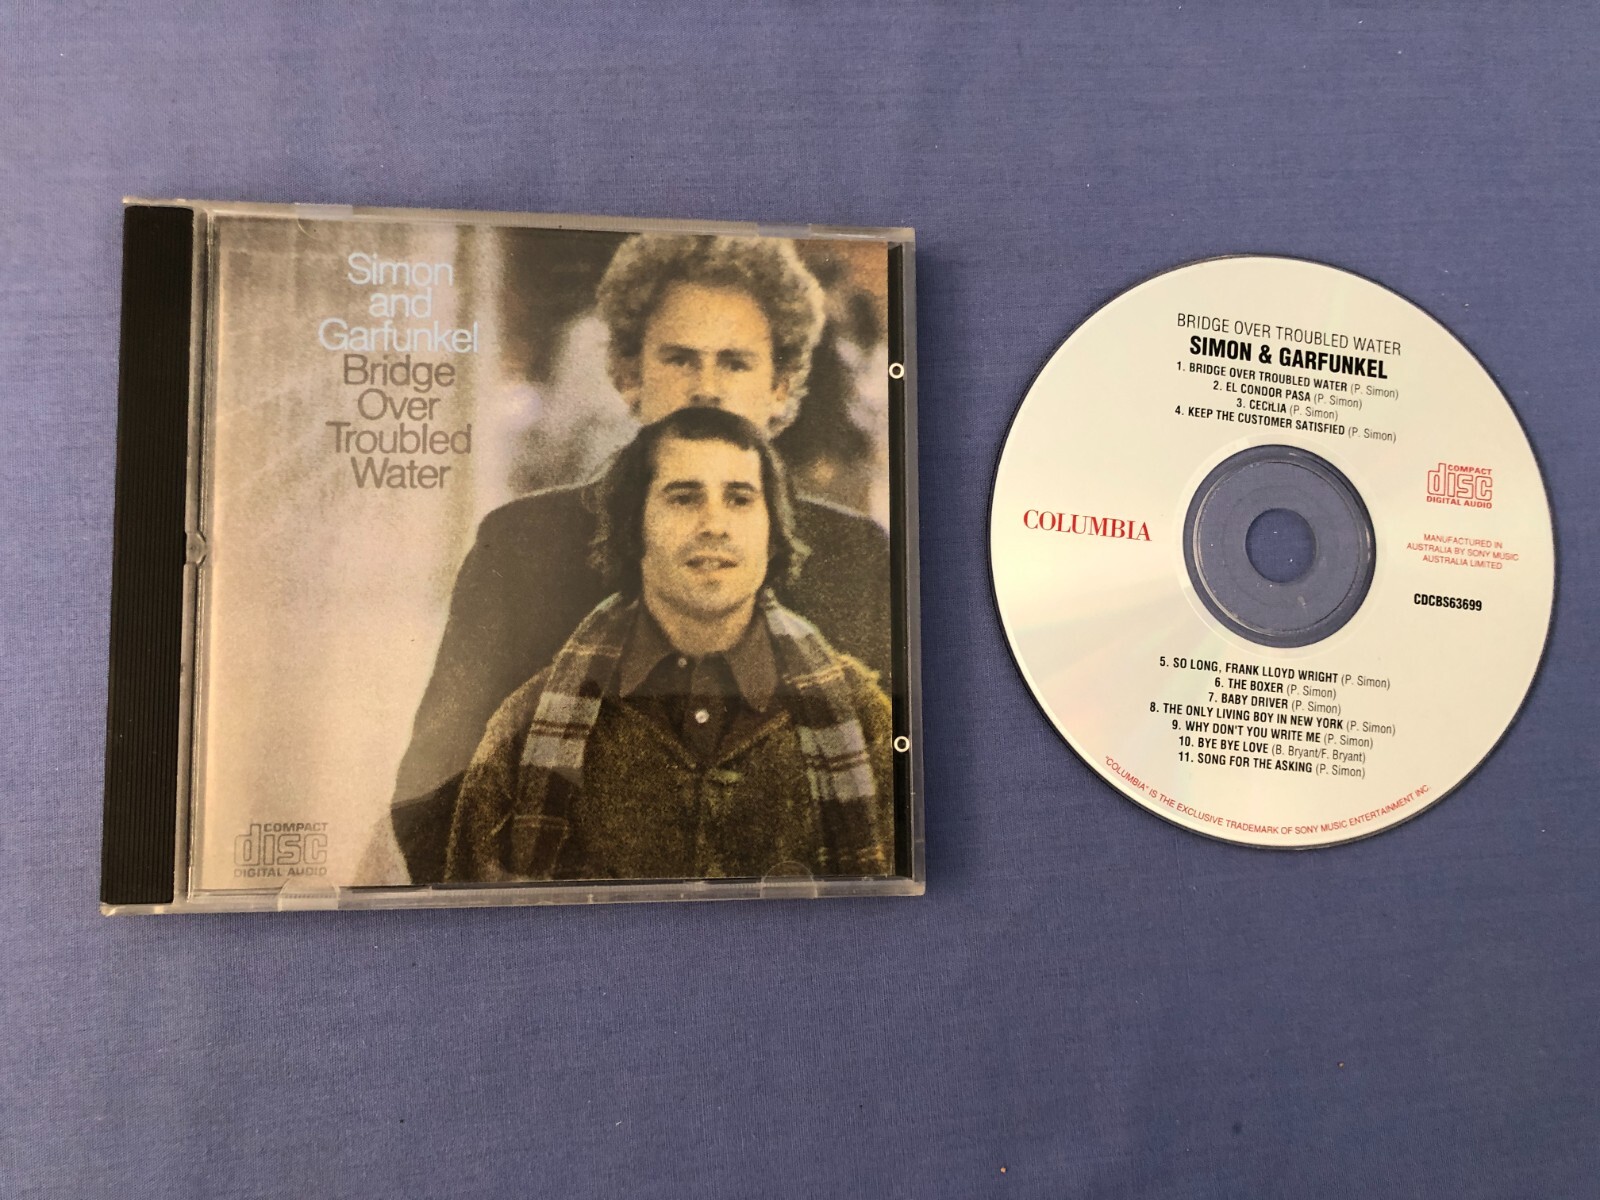 Simon
and
Garfunkel
Bridge
Over
Troubled
Water
COMPACT
disc
DIGITAL AUDIO
BRIDGE OVER TROUBLED WATER
SIMON & GARFUNKEL
1. BRIDGE OVER TROUBLED WATER (P. Simon)
2. EL CONDOR PASA (P. Simon)
3. CECILIA (P. Simon)
4. KEEP THE CUSTOMER SATISFIED (P. Simon)
COLUMBIA
COMPACT
disc
DIGITAL AUDIO
MANUFACTURED IN
AUSTRALIA BY SONY MUSIC
AUSTRALIA LIMITED
CDCBS63699
5. SO LONG, FRANK LLOYD WRIGHT (P. Simon)
6. THE BOXER (P. Simon)
7. BABY DRIVER (P. Simon)
8. THE ONLY LIVING BOY IN NEW YORK (P. Simon)
9. WHY DON'T YOU WRITE ME (P. Simon)
10. BYE BYE LOVE (B. Bryant/F. Bryant)
11. SONG FOR THE ASKING (P. Simon)
"COLUMBIA" IS THE EXCLUSIVE TRADEMARK OF SONY MUSIC ENTERTAINMENT INC.